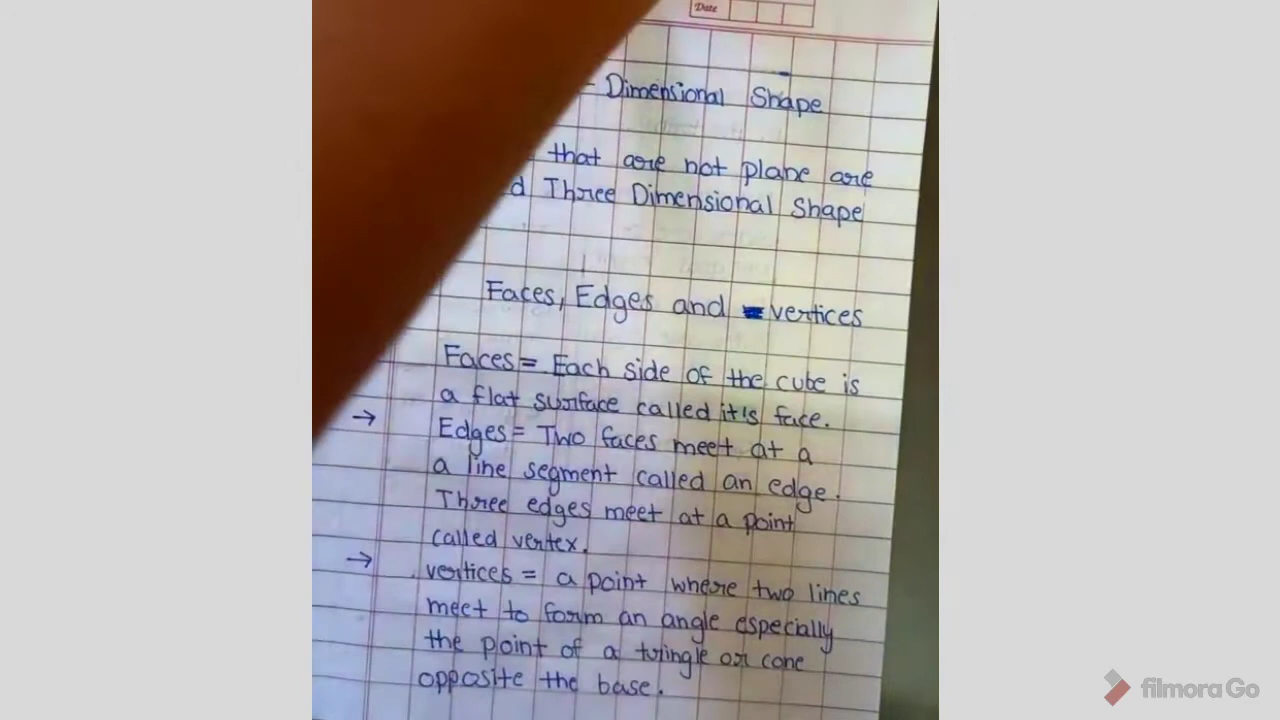 Date
- Dimensional Shape
that are not plane are
d Three Dimensional Shape
Faces, Edges and vertices
Faces = Each side of the cube is
a flat surface called it's face.
→ Edges = Two faces meet at a
a line segment called an edge.
Three edges meet at a point
called vertex.
→ vertices = a point where two lines
meet to form an angle especially
the point of a tringle or cone
opposite the base.
filmoraGo